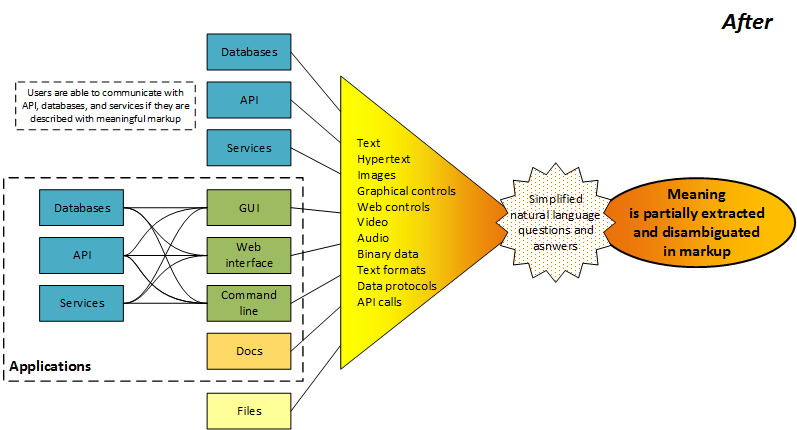 After
Databases
Users are able to communicate with
API, databases, and services if they are
described with meaningful markup
API
Services
Text
Hypertext
Images
Graphical controls
Web controls
Video
Audio
Binary data
Text formats
Data protocols
API calls
Simplified
natural language
questions and
asnwers
Meaning
is partially extracted
and disambiguated
in markup
Databases
GUI
API
Web
interface
Services
Command
line
Docs
Applications
Files